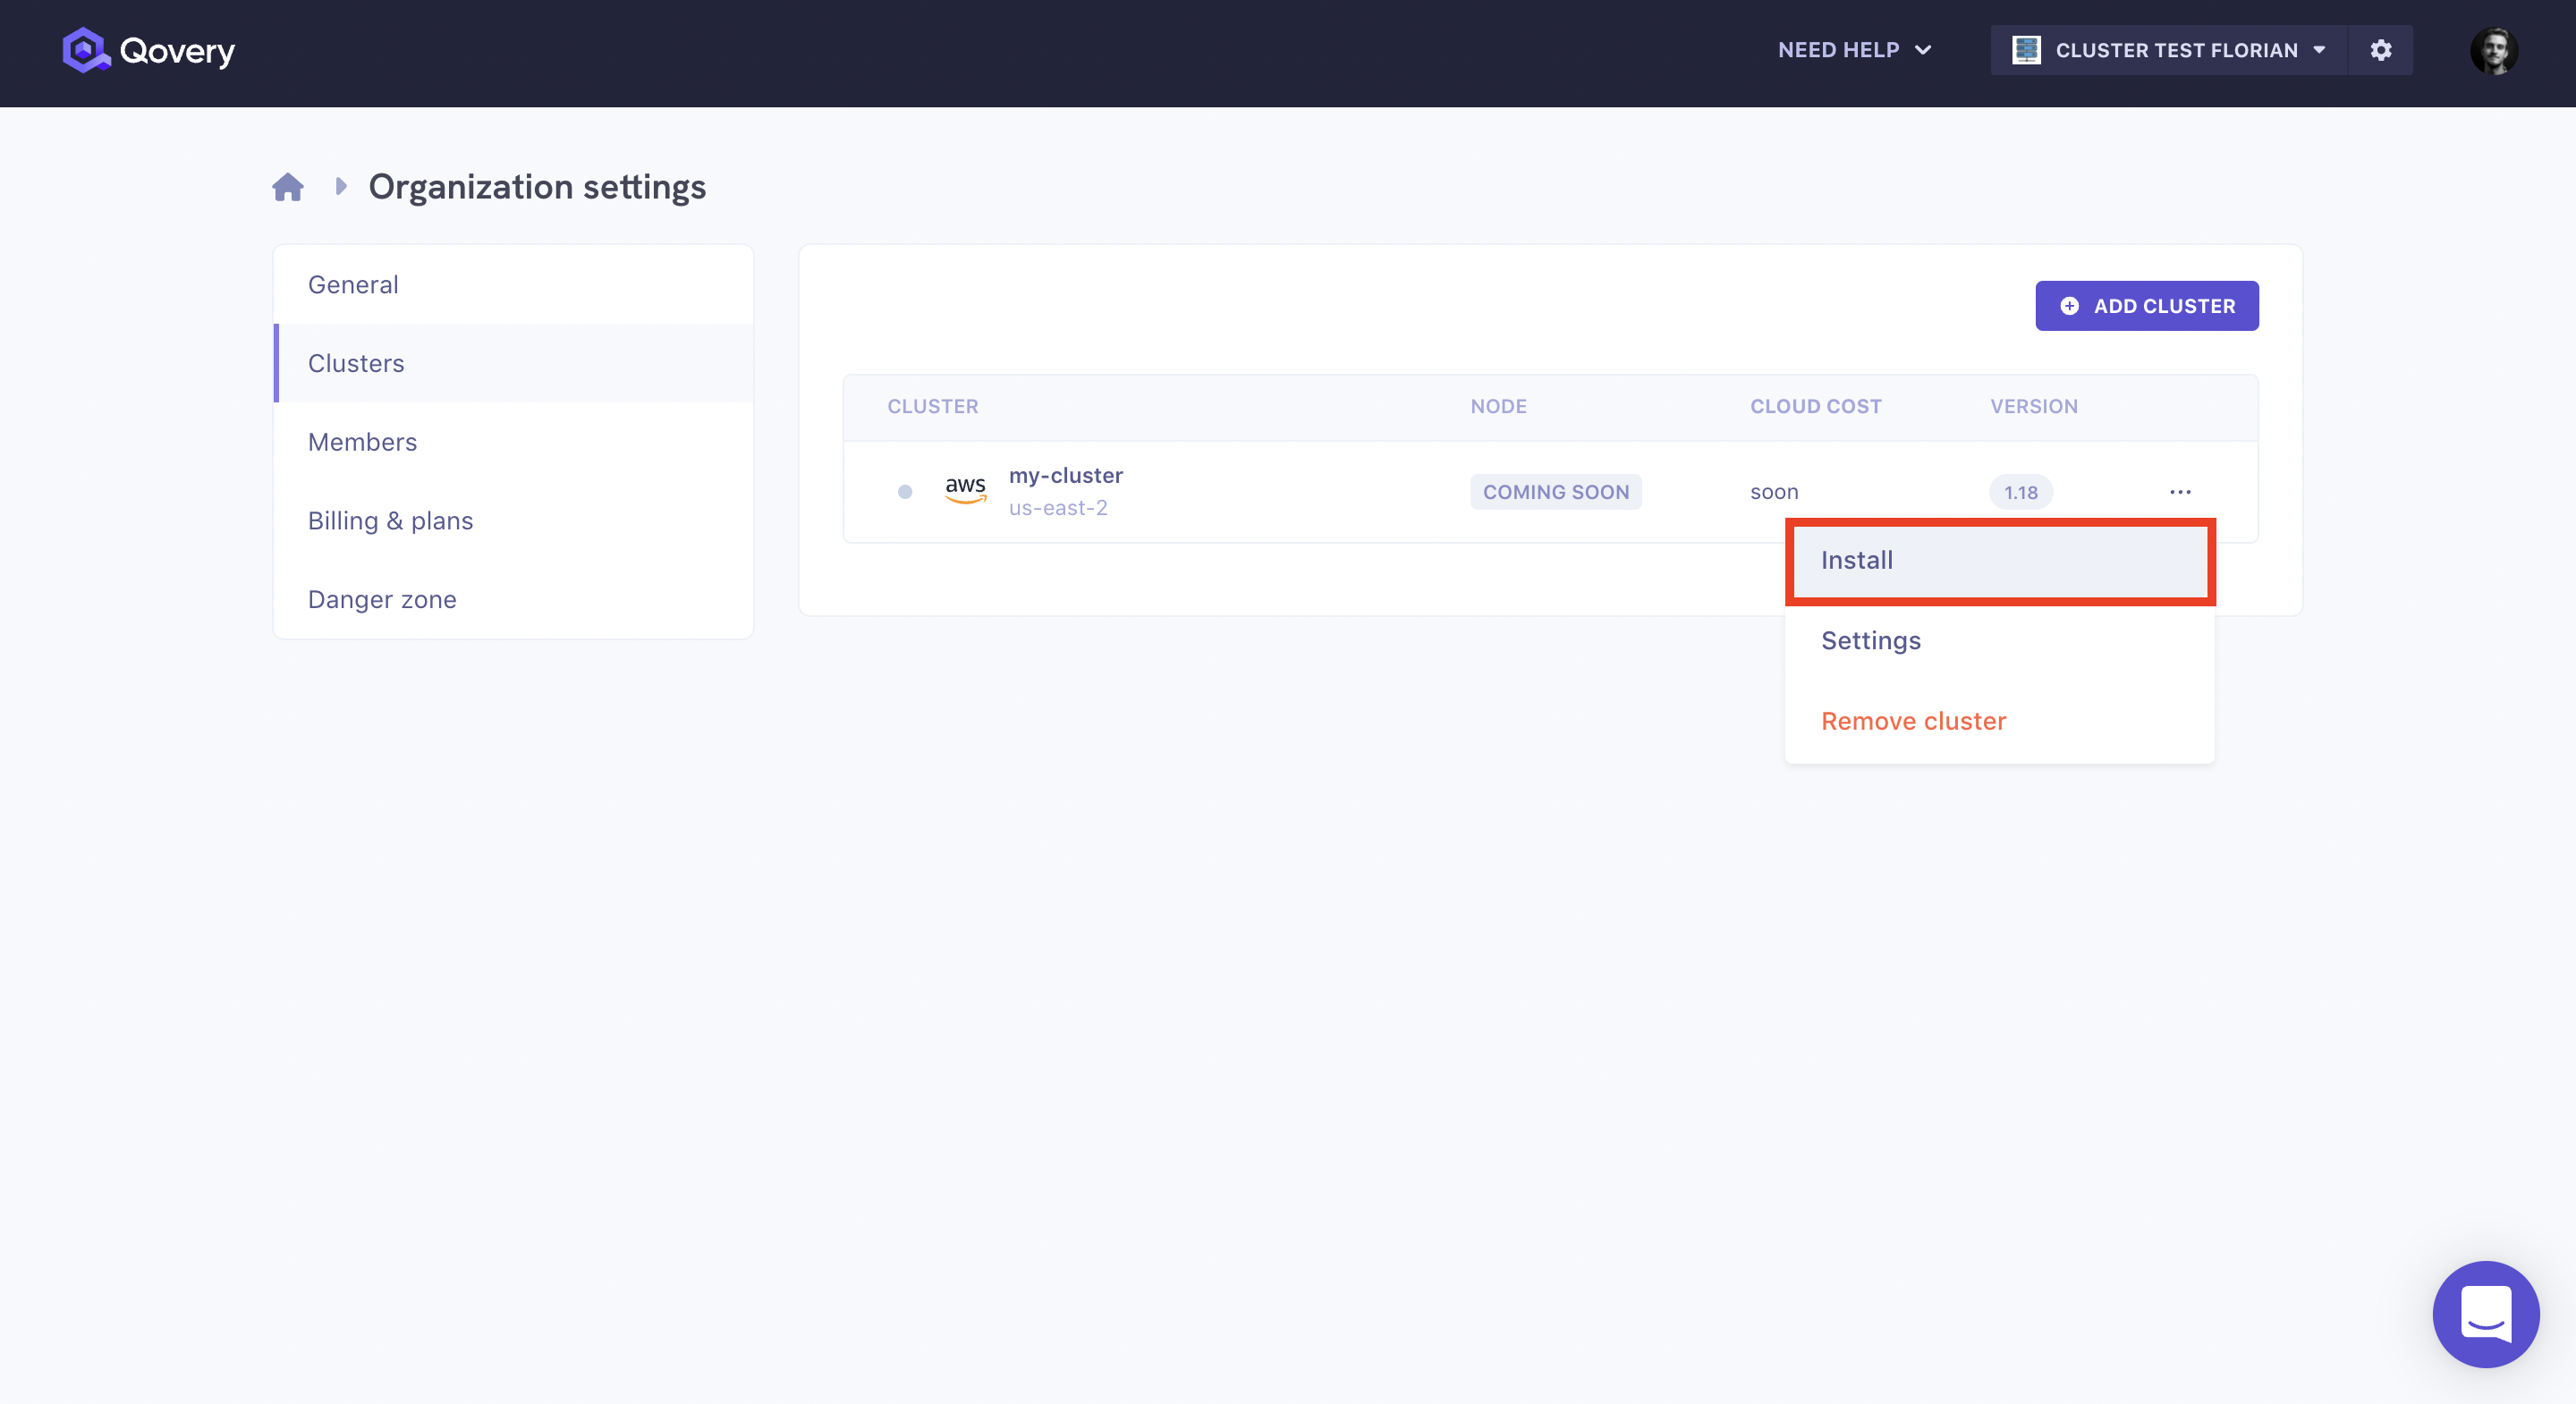 Qovery
NEED HELP
CLUSTER TEST FLORIAN
Organization settings
General
Clusters
Members
Billing & plans
Danger zone
ADD CLUSTER
CLUSTER NODE CLOUD COST VERSION
aws my-cluster
us-east-2
COMING SOON soon 1.18 ...
Install
Settings
Remove cluster